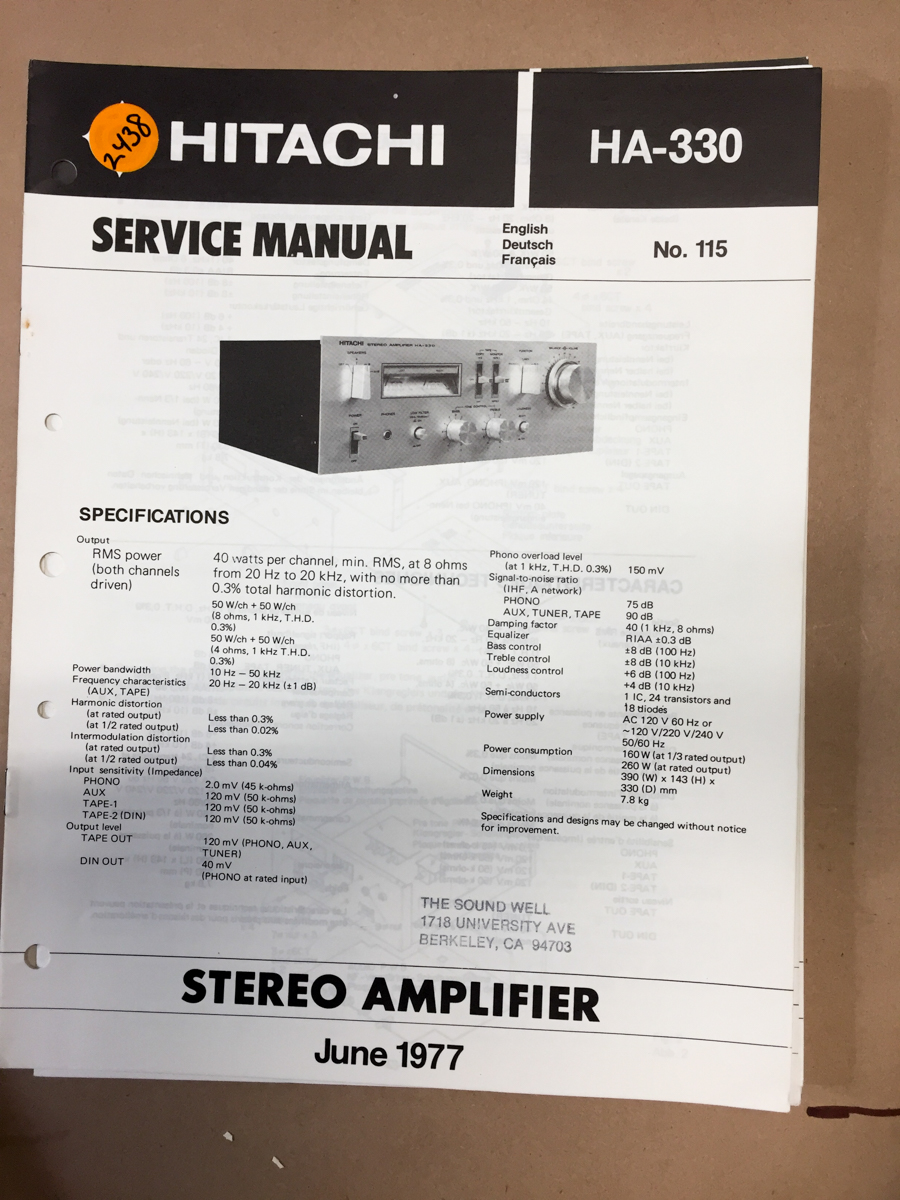 2438
HITACHI
HA-330
SERVICE MANUAL
English
Deutsch
Français
No. 115
HITACHI STEREO AMPLIFIER HA-330
SPEAKERS
POWER
PHONES
SPECIFICATIONS
Output
RMS power
(both channels
driven)
40 watts per channel, min. RMS, at 8 ohms
from 20 Hz to 20 kHz, with no more than
0.3% total harmonic distortion.
50 W/ch + 50 W/ch
(8 ohms, 1 kHz, T.H.D.
0.3%)
50 W/ch + 50 W/ch
(4 ohms, 1 kHz T.H.D.
0.3%)
Power bandwidth 10 Hz – 50 kHz
Frequency characteristics 20 Hz – 20 kHz (±1 dB)
(AUX, TAPE)
Harmonic distortion
(at rated output) Less than 0.3%
(at 1/2 rated output) Less than 0.02%
Intermodulation distortion
(at rated output) Less than 0.3%
(at 1/2 rated output) Less than 0.04%
Input sensitivity (Impedance)
PHONO 2.0 mV (45 k-ohms)
AUX 120 mV (50 k-ohms)
TAPE-1 120 mV (50 k-ohms)
TAPE-2 (DIN) 120 mV (50 k-ohms)
Output level
TAPE OUT 120 mV (PHONO, AUX,
TUNER)
DIN OUT 40 mV
(PHONO at rated input)
Phono overload level
(at 1 kHz, T.H.D. 0.3%) 150 mV
Signal-to-noise ratio
(IHF, A network)
PHONO 75 dB
AUX, TUNER, TAPE 90 dB
Damping factor 40 (1 kHz, 8 ohms)
Equalizer RIAA ±0.3 dB
Bass control ±8 dB (100 Hz)
Treble control ±8 dB (10 kHz)
Loudness control +6 dB (100 Hz)
+4 dB (10 kHz)
Semi-conductors 1 IC, 24 transistors and
18 diodes
Power supply AC 120 V 60 Hz or
~120 V/220 V/240 V
50/60 Hz
Power consumption 160 W (at 1/3 rated output)
260 W (at rated output)
Dimensions 390 (W) x 143 (H) x
330 (D) mm
Weight 7.8 kg
Specifications and designs may be changed without notice
for improvement.
THE SOUND WELL
1718 UNIVERSITY AVE
BERKELEY, CA 94703
STEREO AMPLIFIER
June 1977